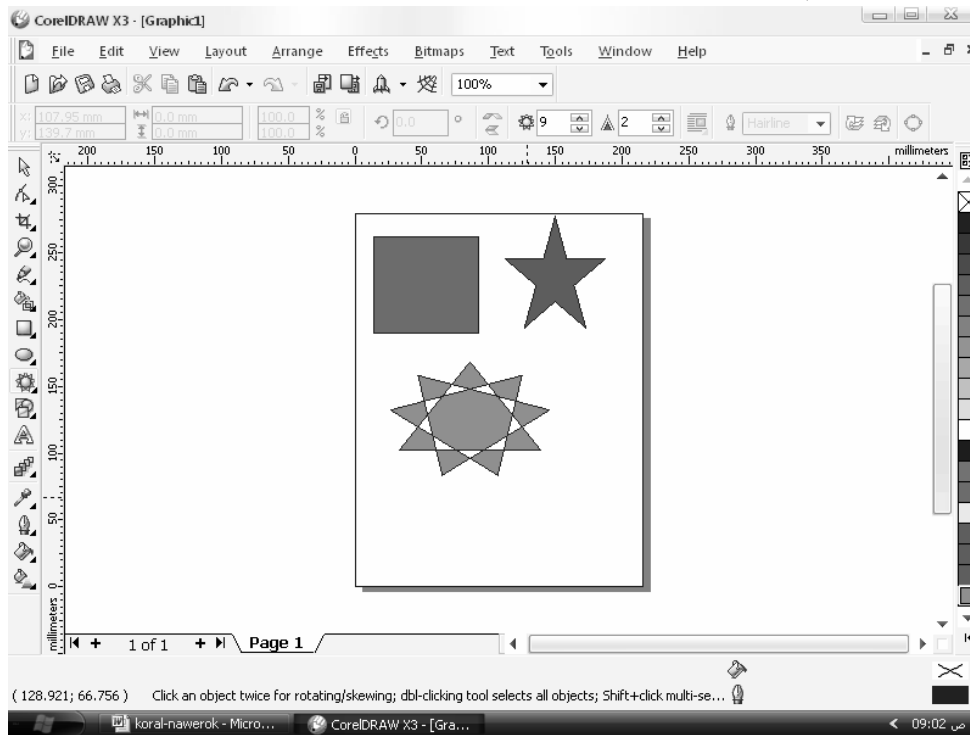 CorelDRAW X3 - [Graphic1]
File Edit View Layout Arrange Effects Bitmaps Text Tools Window Help
100%
x: 107.95 mm 0.0 mm 100.0 % 0.0 ° 9 2 Hairline
y: 139.7 mm 0.0 mm 100.0 %
200 150 100 50 0 50 100 150 200 250 300 350 millimeters
300
250
200
150
100
50
0
millimeters
1 of 1 Page 1
( 128.921; 66.756 ) Click an object twice for rotating/skewing; dbl-clicking tool selects all objects; Shift+click multi-se...
koral-nawerok - Micro... CorelDRAW X3 - [Gra... 09:02 ص